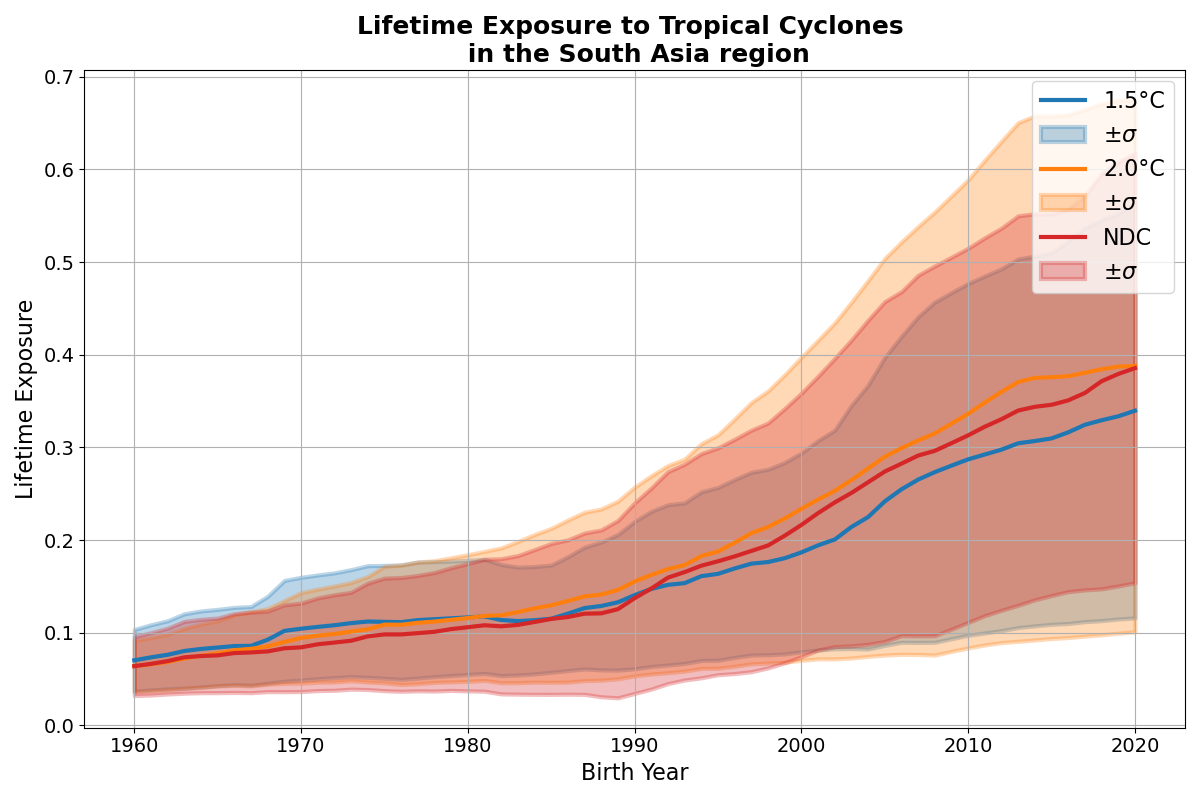 Lifetime Exposure to Tropical Cyclones
in the South Asia region
0.7
0.6
0.5
0.4
0.3
0.2
0.1
0.0
Lifetime Exposure
1.5°C
±σ
2.0°C
±σ
NDC
±σ
1960 1970 1980 1990 2000 2010 2020
Birth Year